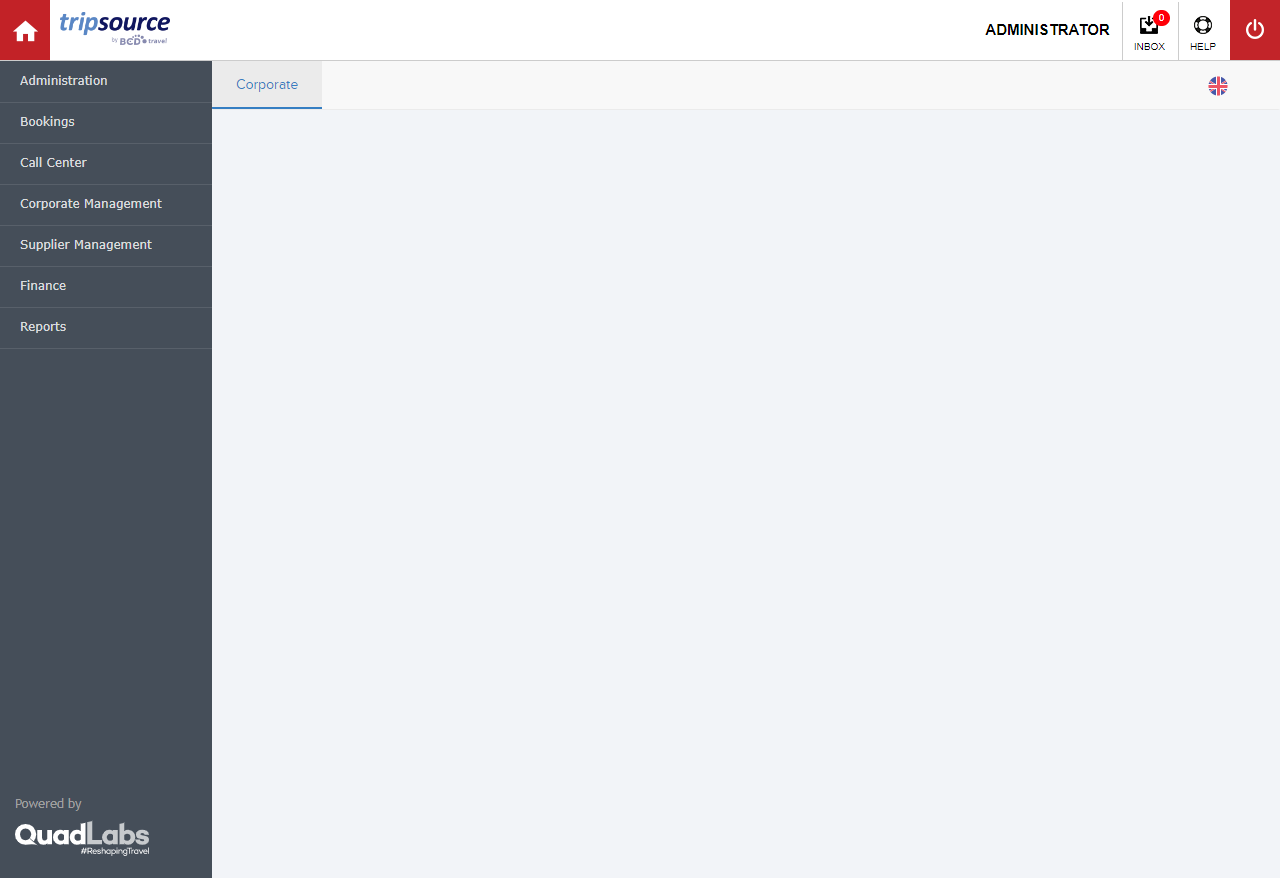 tripsource
by BCD travel
ADMINISTRATOR
0
INBOX
HELP
Administration
Bookings
Call Center
Corporate Management
Supplier Management
Finance
Reports
Corporate
Powered by
QuadLabs
#ReshapingTravel